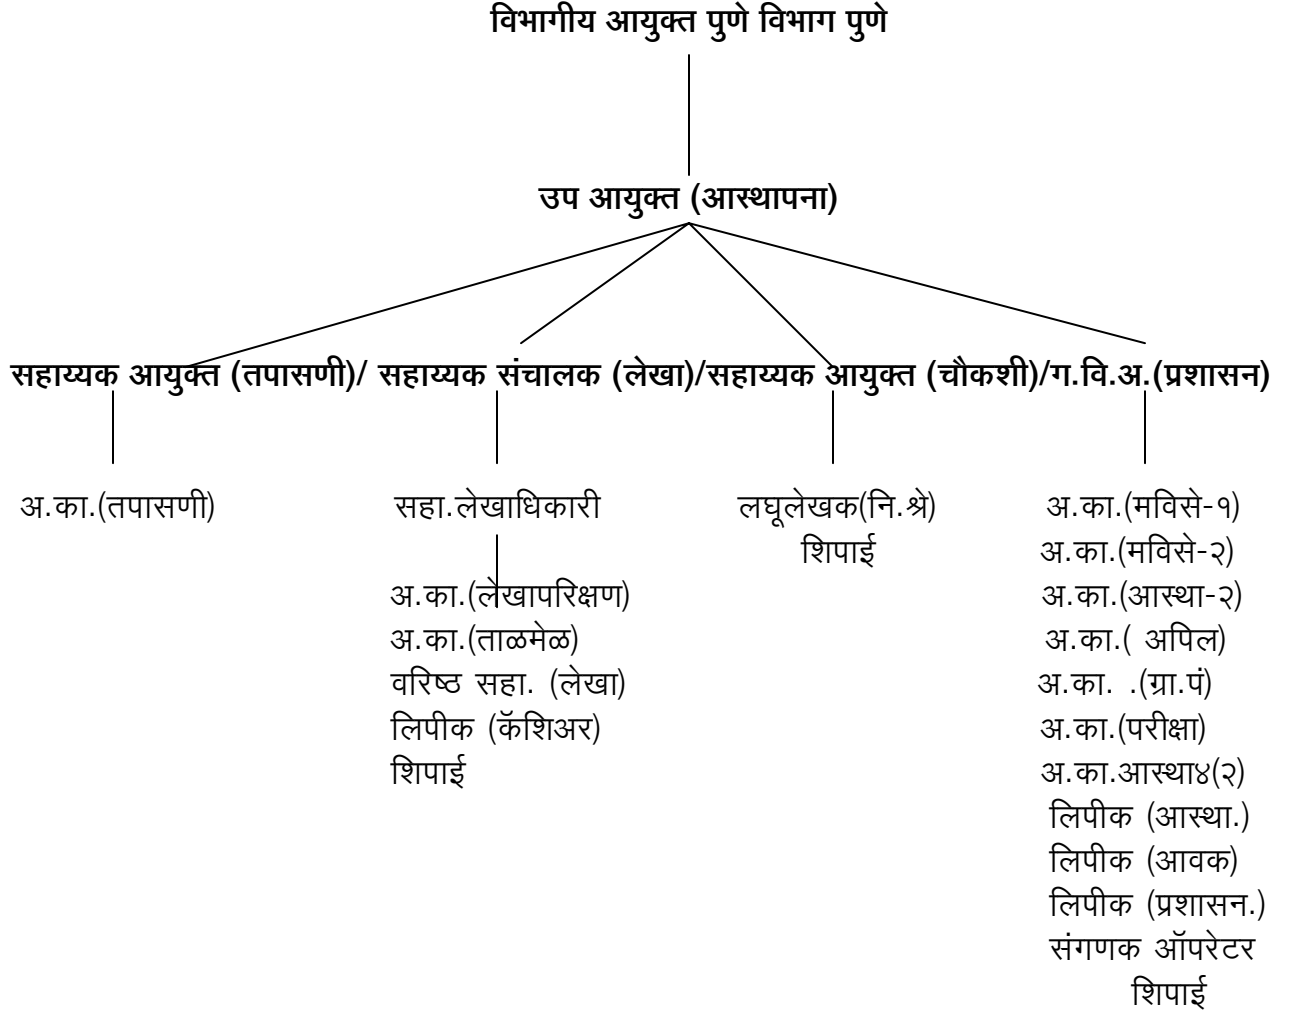 विभागीय आयुक्त पुणे विभाग पुणे
उप आयुक्त (आस्थापना)
सहाय्यक आयुक्त (तपासणी)/ सहाय्यक संचालक (लेखा)/सहाय्यक आयुक्त (चौकशी)/ग.वि.अ.(प्रशासन)
अ.का.(तपासणी)
सहा.लेखाधिकारी
अ.का.(लेखापरिक्षण)
अ.का.(ताळमेळ)
वरिष्ठ सहा. (लेखा)
लिपीक (कॅशिअर)
शिपाई
लघूलेखक(नि.श्रे)
शिपाई
अ.का.(मविसे-१)
अ.का.(मविसे-२)
अ.का.(आस्था-२)
अ.का.( अपिल)
अ.का. .(ग्रा.पं)
अ.का.(परीक्षा)
अ.का.आस्था४(२)
लिपीक (आस्था.)
लिपीक (आवक)
लिपीक (प्रशासन.)
संगणक ऑपरेटर
शिपाई